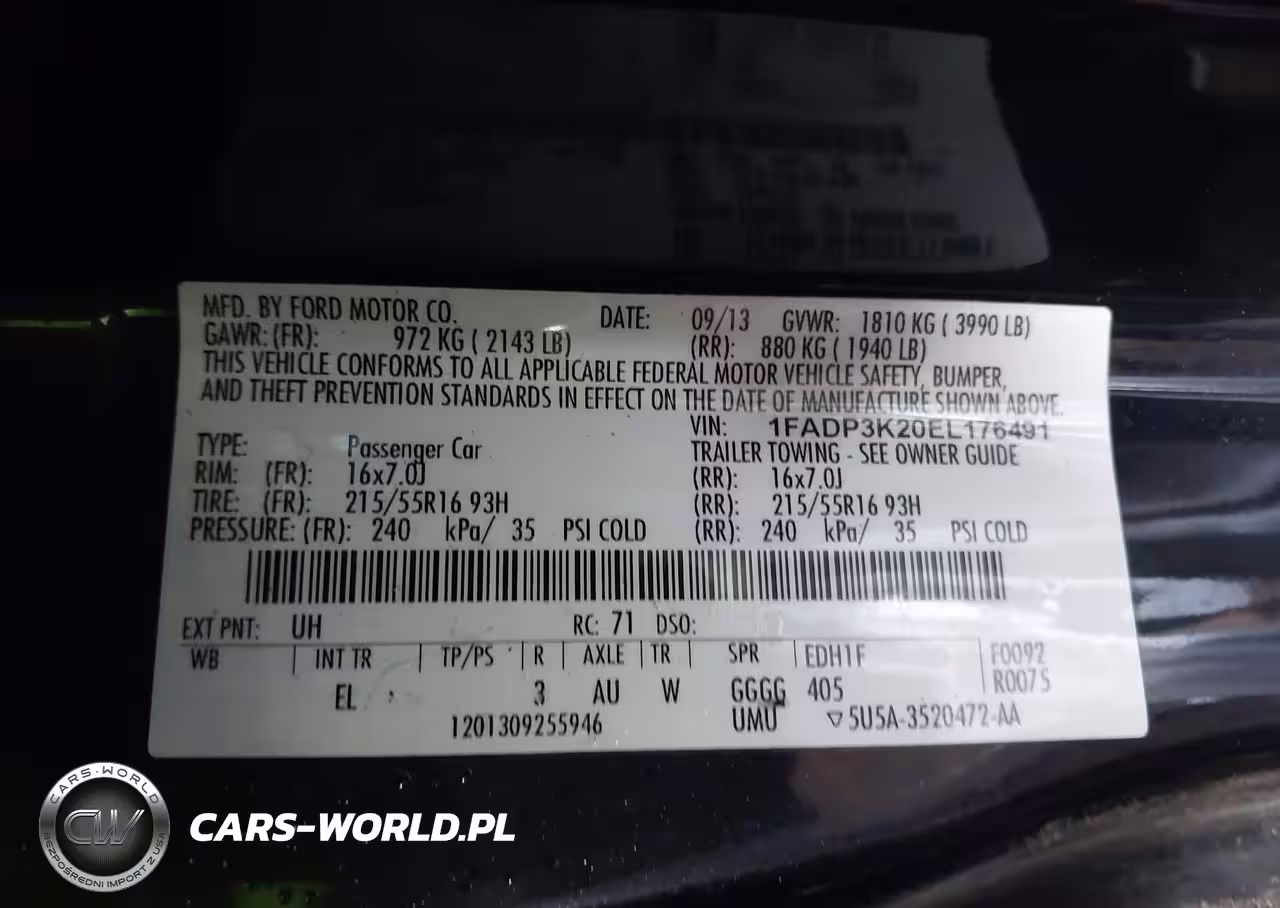 MFD. BY FORD MOTOR CO. DATE: 09/13 GVWR: 1810 KG ( 3990 LB)
GAWR: (FR): 972 KG ( 2143 LB) (RR): 880 KG ( 1940 LB)
THIS VEHICLE CONFORMS TO ALL APPLICABLE FEDERAL MOTOR VEHICLE SAFETY, BUMPER,
AND THEFT PREVENTION STANDARDS IN EFFECT ON THE DATE OF MANUFACTURE SHOWN ABOVE.
VIN: 1FADP3K20EL176491
TYPE: Passenger Car TRAILER TOWING - SEE OWNER GUIDE
RIM: (FR): 16x7.0J (RR): 16x7.0J
TIRE: (FR): 215/55R16 93H (RR): 215/55R16 93H
PRESSURE: (FR): 240 kPa/ 35 PSI COLD (RR): 240 kPa/ 35 PSI COLD
EXT PNT: UH RC: 71 DSO:
WB INT TR TP/PS R AXLE TR SPR EDH1F F0092
EL 3 AU W GGGG 405 R0075
1201309255946 UMU ▽5U5A-3520472-AA
CARS-WORLD
CW
BEZPOŚREDNI IMPORT Z USA
CARS-WORLD.PL